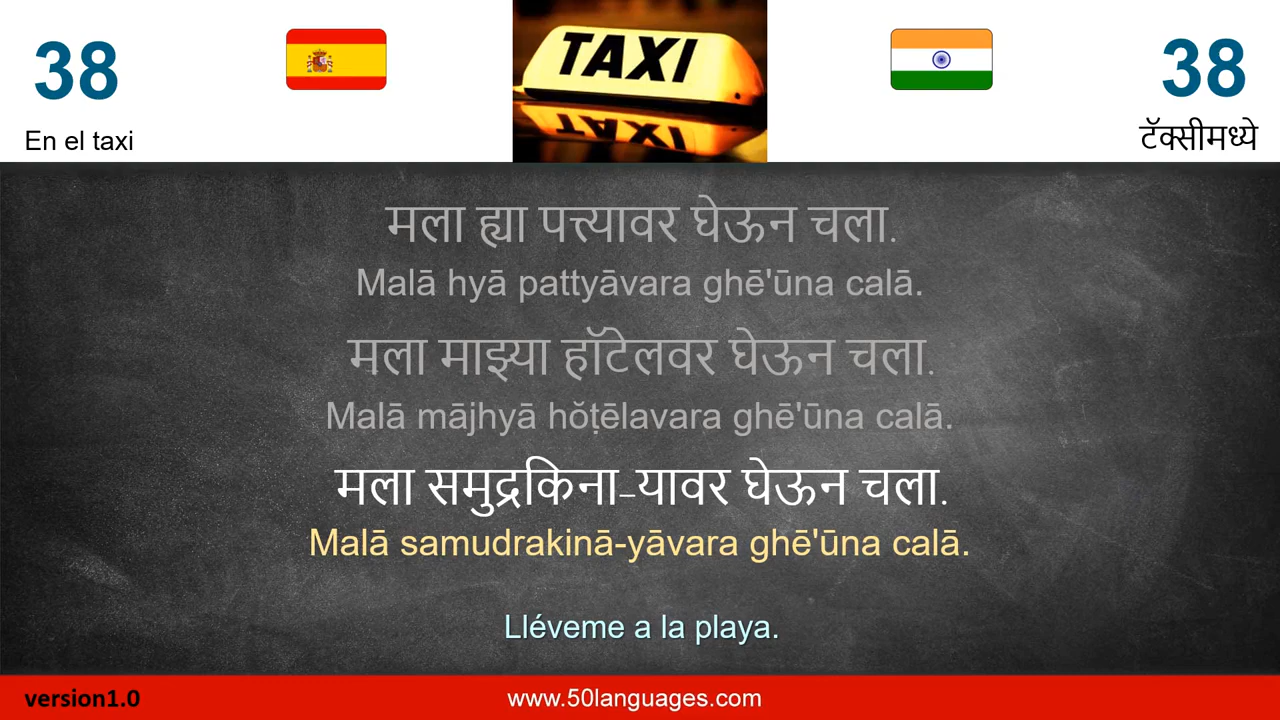 38
En el taxi
TAXI
38
टॅक्सीमध्ये
मला ह्या पत्त्यावर घेऊन चला.
Malā hyā pattyāvara ghē'ūna calā.
मला माझ्या हॉटेलवर घेऊन चला.
Malā mājhyā hŏṭēlavara ghē'ūna calā.
मला समुद्रकिना-यावर घेऊन चला.
Malā samudrakinā-yāvara ghē'ūna calā.
Lléveme a la playa.
version1.0
www.50languages.com